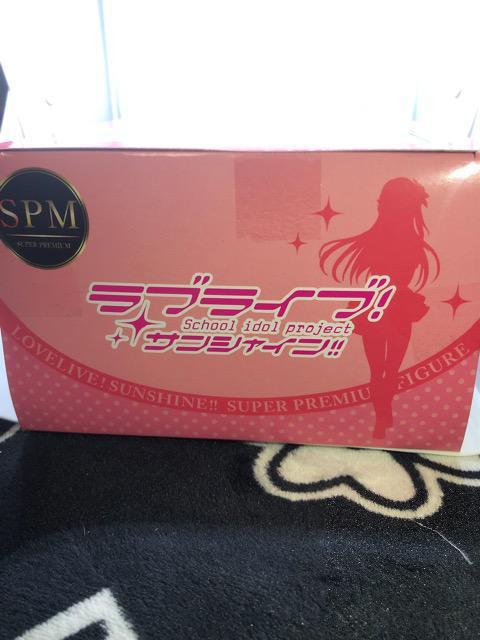 SPM
SUPER PREMIUM
ラブライブ!
School idol project
サンシャイン!!
LOVELIVE! SUNSHINE!! SUPER PREMIUM FIGURE